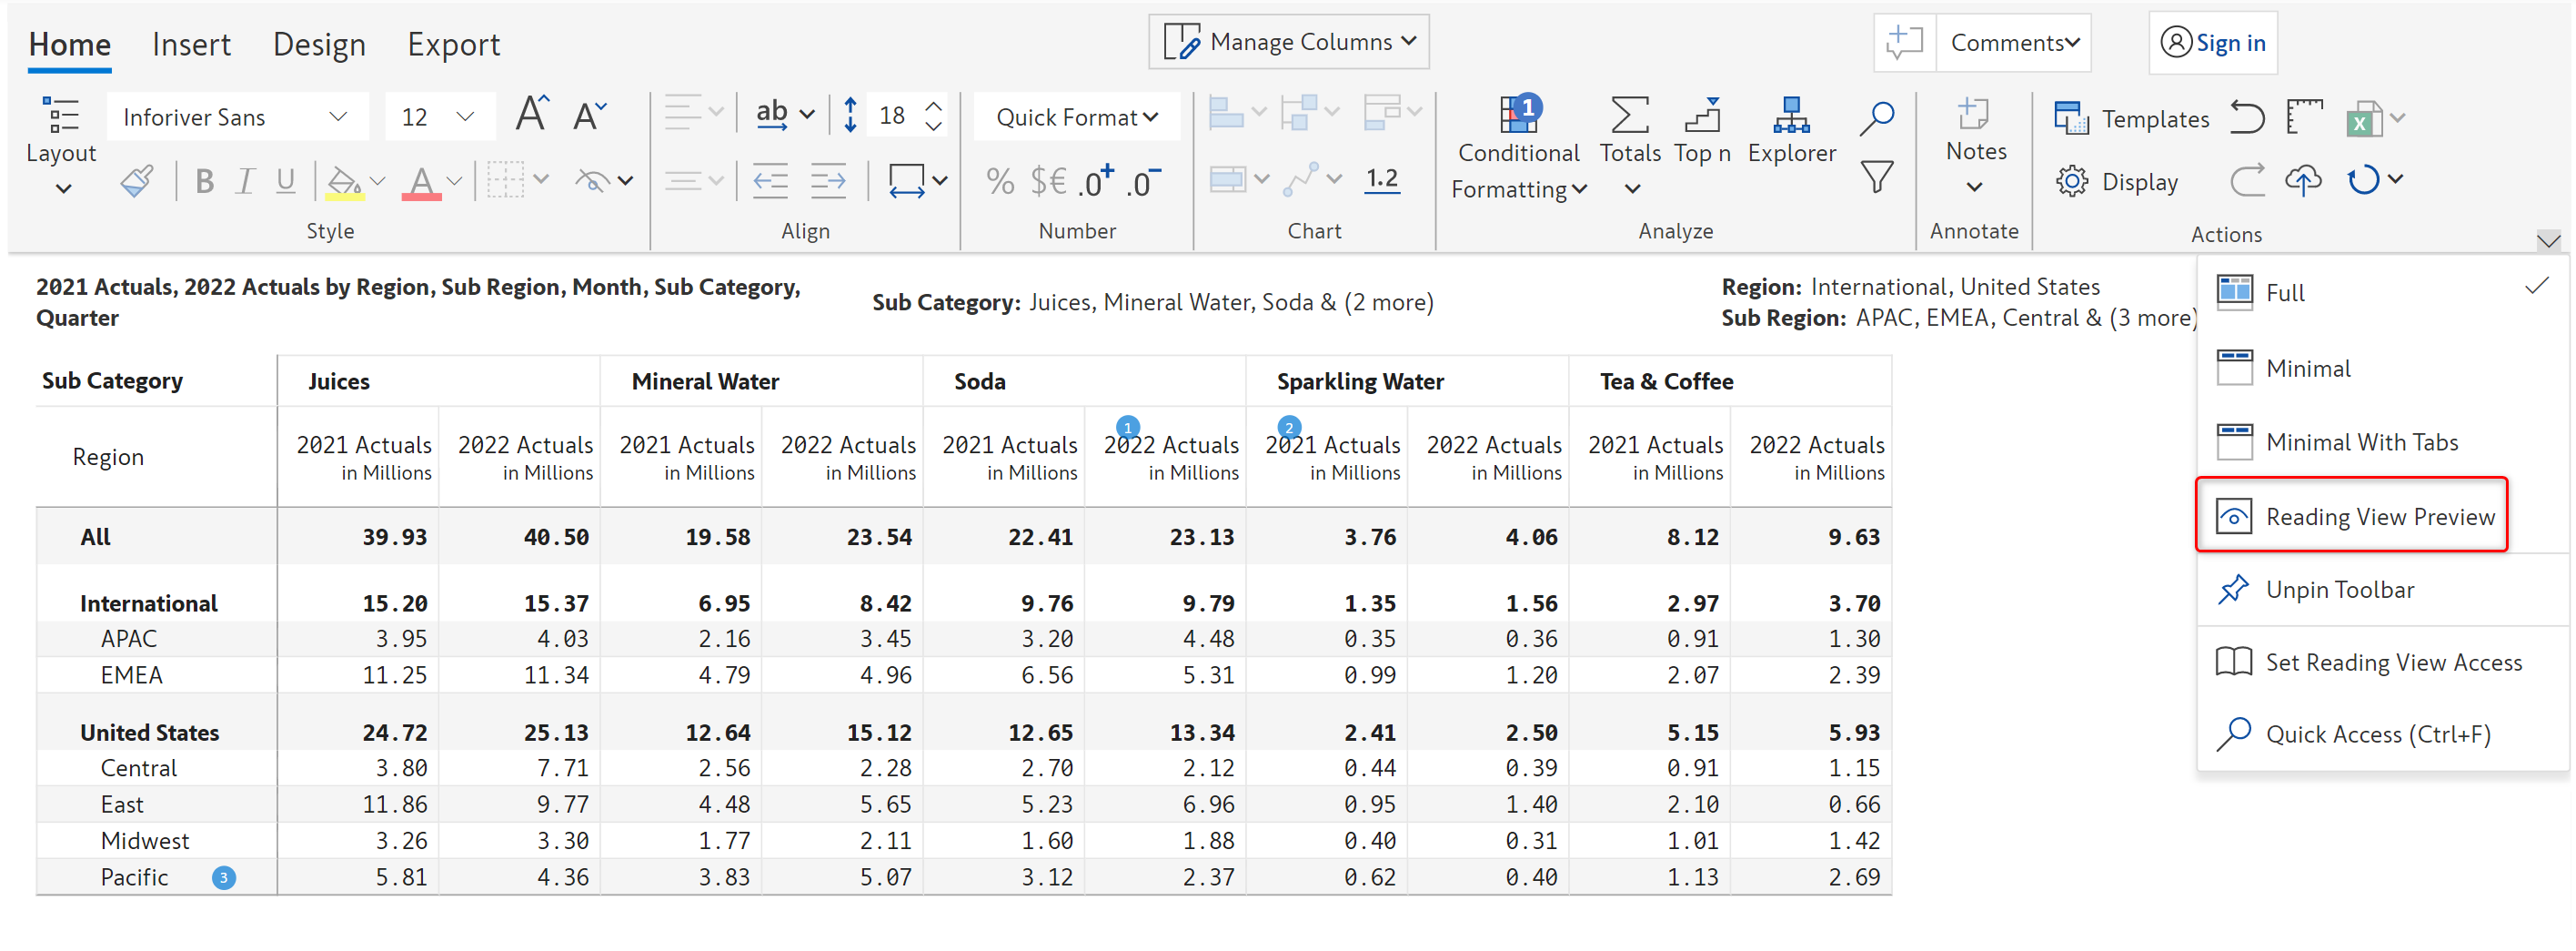 Home Insert Design Export Manage Columns Comments Sign in
Inforiver Sans 12 A A ab 18 Quick Format 1
Layout Conditional Formatting Totals Top n Explorer Notes Templates X
B I U A % $€ .0+ .0- 1.2 Display
Style Align Number Chart Analyze Annotate Actions
2021 Actuals, 2022 Actuals by Region, Sub Region, Month, Sub Category,
Quarter
Sub Category: Juices, Mineral Water, Soda & (2 more)
Region: International, United States
Sub Region: APAC, EMEA, Central & (3 more)
Sub Category Juices Mineral Water Soda Sparkling Water Tea & Coffee
1 2
Region 2021 Actuals 2022 Actuals 2021 Actuals 2022 Actuals 2021 Actuals 2022 Actuals 2021 Actuals 2022 Actuals 2021 Actuals 2022 Actuals
in Millions in Millions in Millions in Millions in Millions in Millions in Millions in Millions in Millions in Millions
All 39.93 40.50 19.58 23.54 22.41 23.13 3.76 4.06 8.12 9.63
International 15.20 15.37 6.95 8.42 9.76 9.79 1.35 1.56 2.97 3.70
APAC 3.95 4.03 2.16 3.45 3.20 4.48 0.35 0.36 0.91 1.30
EMEA 11.25 11.34 4.79 4.96 6.56 5.31 0.99 1.20 2.07 2.39
United States 24.72 25.13 12.64 15.12 12.65 13.34 2.41 2.50 5.15 5.93
Central 3.80 7.71 2.56 2.28 2.70 2.12 0.44 0.39 0.91 1.15
East 11.86 9.77 4.48 5.65 5.23 6.96 0.95 1.40 2.10 0.66
Midwest 3.26 3.30 1.77 2.11 1.60 1.88 0.40 0.31 1.01 1.42
Pacific 3 5.81 4.36 3.83 5.07 3.12 2.37 0.62 0.40 1.13 2.69
Full
Minimal
Minimal With Tabs
Reading View Preview
Unpin Toolbar
Set Reading View Access
Quick Access (Ctrl+F)